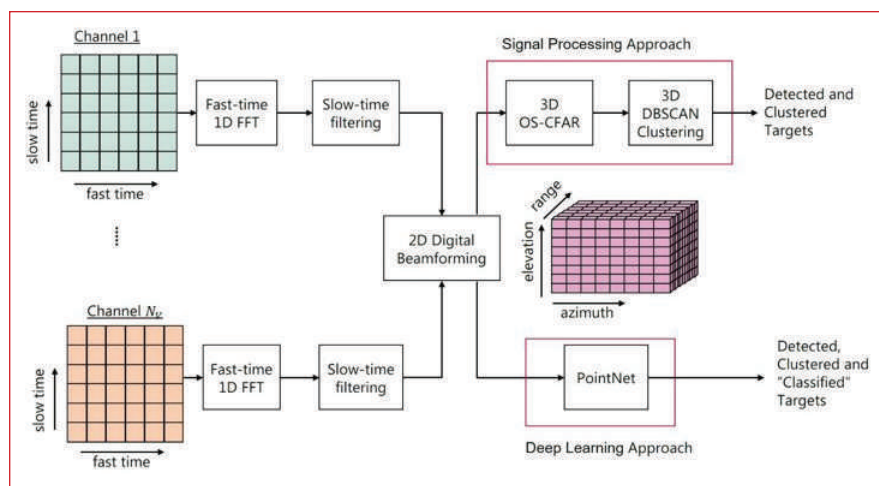 Channel 1
slow time
fast time
Fast-time
1D FFT
Slow-time
filtering
Signal Processing Approach
3D
OS-CFAR
3D
DBSCAN
Clustering
Detected and
Clustered
Targets
2D Digital
Beamforming
range
elevation
azimuth
Channel Nᵥ
slow time
fast time
Fast-time
1D FFT
Slow-time
filtering
PointNet
Detected,
Clustered and
"Classified"
Targets
Deep Learning Approach